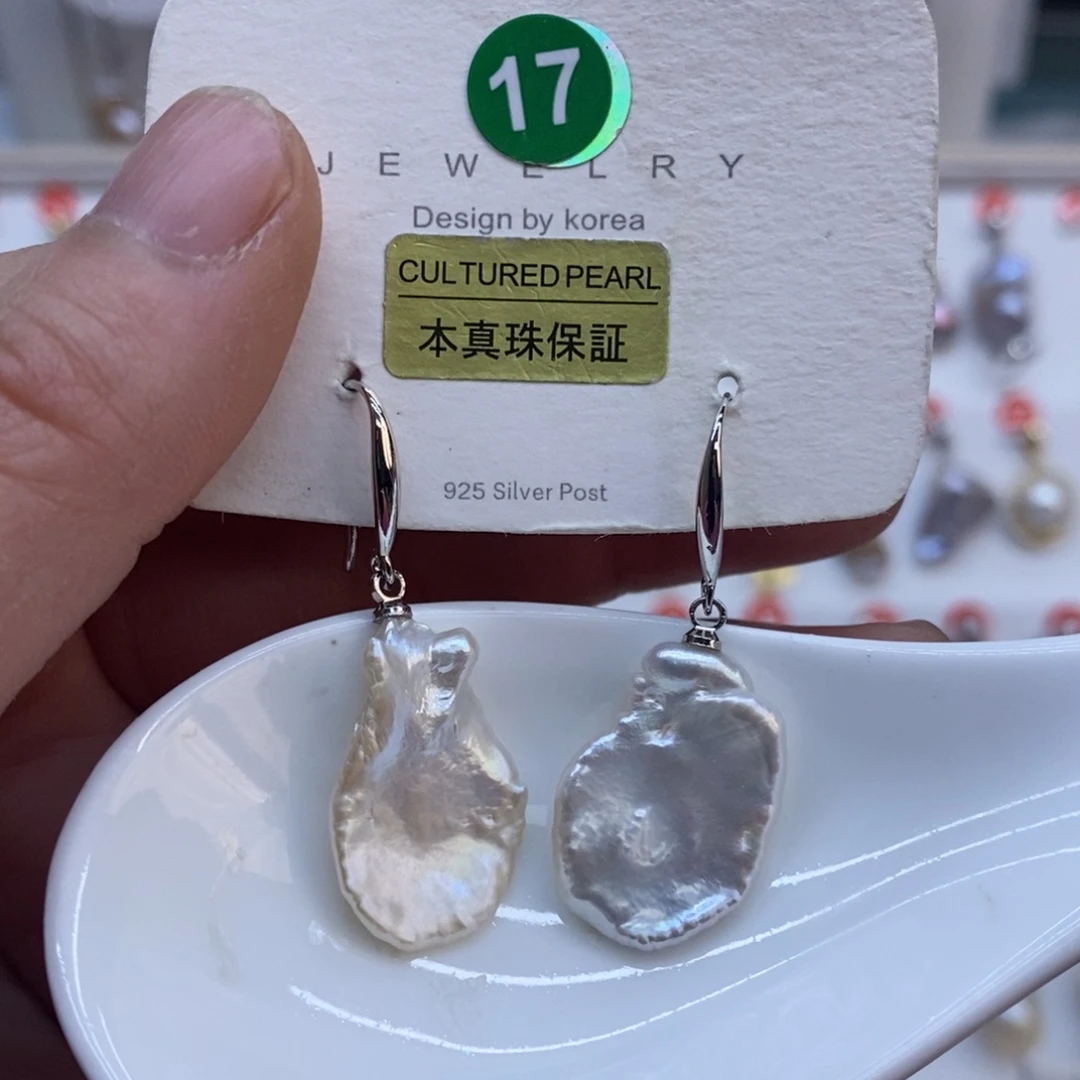 17
JEWELRY
Design by korea
CULTURED PEARL
本真珠保証
925 Silver Post